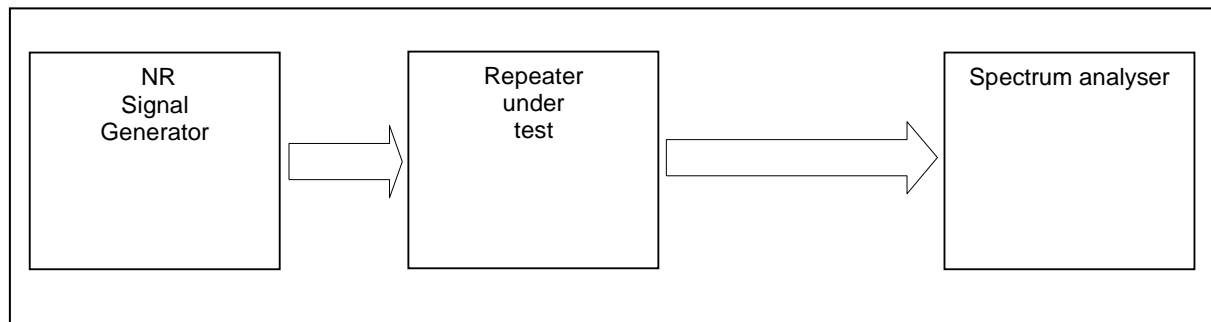 NR
Signal
Generator
Repeater
under
test
Spectrum analyser